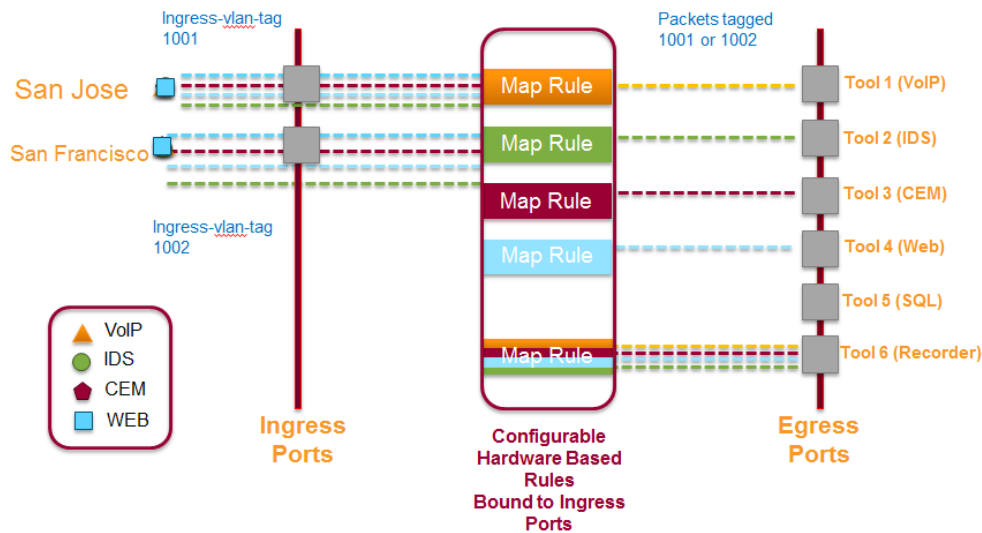 Ingress-vlan-tag
1001
Packets tagged
1001 or 1002
San Jose
Map Rule
Tool 1 (VoIP)
San Francisco
Map Rule
Tool 2 (IDS)
Map Rule
Tool 3 (CEM)
Ingress-vlan-tag
1002
Map Rule
Tool 4 (Web)
Tool 5 (SQL)
Map Rule
Tool 6 (Recorder)
VoIP
IDS
CEM
WEB
Ingress
Ports
Configurable
Hardware Based
Rules
Bound to Ingress
Ports
Egress
Ports